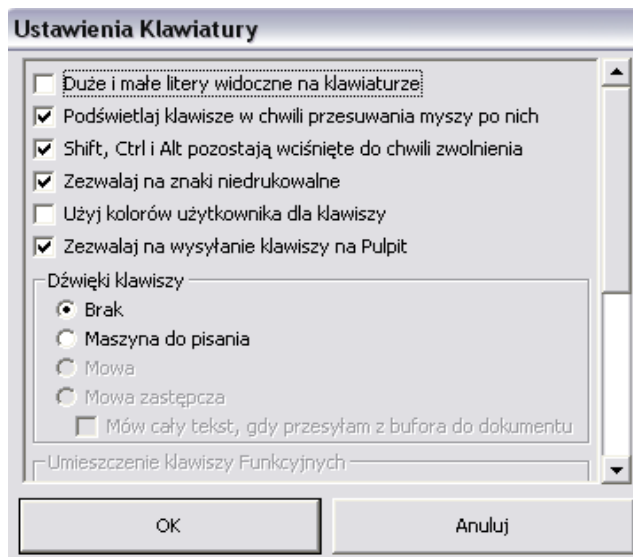 Ustawienia Klawiatury
Duże i małe litery widoczne na klawiaturze
Podświetlaj klawisze w chwili przesuwania myszy po nich
Shift, Ctrl i Alt pozostają wciśnięte do chwili zwolnienia
Zezwalaj na znaki niedrukowalne
Użyj kolorów użytkownika dla klawiszy
Zezwalaj na wysyłanie klawiszy na Pulpit
Dźwięki klawiszy
Brak
Maszyna do pisania
Mowa
Mowa zastępcza
Mów cały tekst, gdy przesyłam z bufora do dokumentu
Umieszczenie klawiszy Funkcyjnych
OK Anuluj